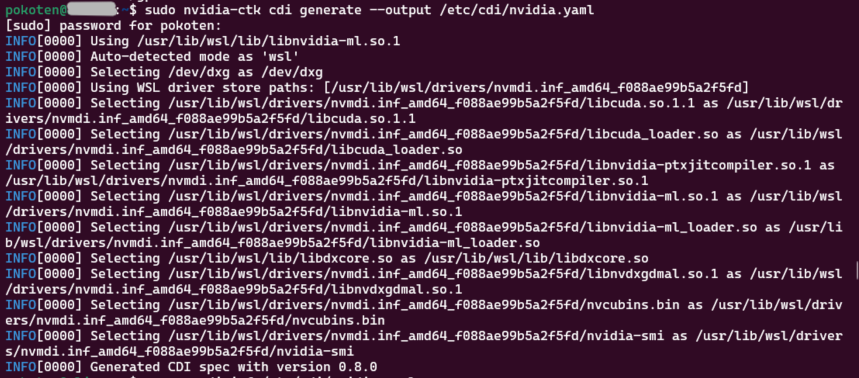 pokoten@ :~$ sudo nvidia-ctk cdi generate --output /etc/cdi/nvidia.yaml
[sudo] password for pokoten:
INFO[0000] Using /usr/lib/wsl/lib/libnvidia-ml.so.1
INFO[0000] Auto-detected mode as 'wsl'
INFO[0000] Selecting /dev/dxg as /dev/dxg
INFO[0000] Using WSL driver store paths: [/usr/lib/wsl/drivers/nvmdi.inf_amd64_f088ae99b5a2f5fd]
INFO[0000] Selecting /usr/lib/wsl/drivers/nvmdi.inf_amd64_f088ae99b5a2f5fd/libcuda.so.1.1 as /usr/lib/wsl/dr
ivers/nvmdi.inf_amd64_f088ae99b5a2f5fd/libcuda.so.1.1
INFO[0000] Selecting /usr/lib/wsl/drivers/nvmdi.inf_amd64_f088ae99b5a2f5fd/libcuda_loader.so as /usr/lib/wsl
/drivers/nvmdi.inf_amd64_f088ae99b5a2f5fd/libcuda_loader.so
INFO[0000] Selecting /usr/lib/wsl/drivers/nvmdi.inf_amd64_f088ae99b5a2f5fd/libnvidia-ptxjitcompiler.so.1 as
/usr/lib/wsl/drivers/nvmdi.inf_amd64_f088ae99b5a2f5fd/libnvidia-ptxjitcompiler.so.1
INFO[0000] Selecting /usr/lib/wsl/drivers/nvmdi.inf_amd64_f088ae99b5a2f5fd/libnvidia-ml.so.1 as /usr/lib/wsl
/drivers/nvmdi.inf_amd64_f088ae99b5a2f5fd/libnvidia-ml.so.1
INFO[0000] Selecting /usr/lib/wsl/drivers/nvmdi.inf_amd64_f088ae99b5a2f5fd/libnvidia-ml_loader.so as /usr/li
b/wsl/drivers/nvmdi.inf_amd64_f088ae99b5a2f5fd/libnvidia-ml_loader.so
INFO[0000] Selecting /usr/lib/wsl/lib/libdxcore.so as /usr/lib/wsl/lib/libdxcore.so
INFO[0000] Selecting /usr/lib/wsl/drivers/nvmdi.inf_amd64_f088ae99b5a2f5fd/libnvdxgdmal.so.1 as /usr/lib/wsl
/drivers/nvmdi.inf_amd64_f088ae99b5a2f5fd/libnvdxgdmal.so.1
INFO[0000] Selecting /usr/lib/wsl/drivers/nvmdi.inf_amd64_f088ae99b5a2f5fd/nvcubins.bin as /usr/lib/wsl/driv
ers/nvmdi.inf_amd64_f088ae99b5a2f5fd/nvcubins.bin
INFO[0000] Selecting /usr/lib/wsl/drivers/nvmdi.inf_amd64_f088ae99b5a2f5fd/nvidia-smi as /usr/lib/wsl/driver
s/nvmdi.inf_amd64_f088ae99b5a2f5fd/nvidia-smi
INFO[0000] Generated CDI spec with version 0.8.0